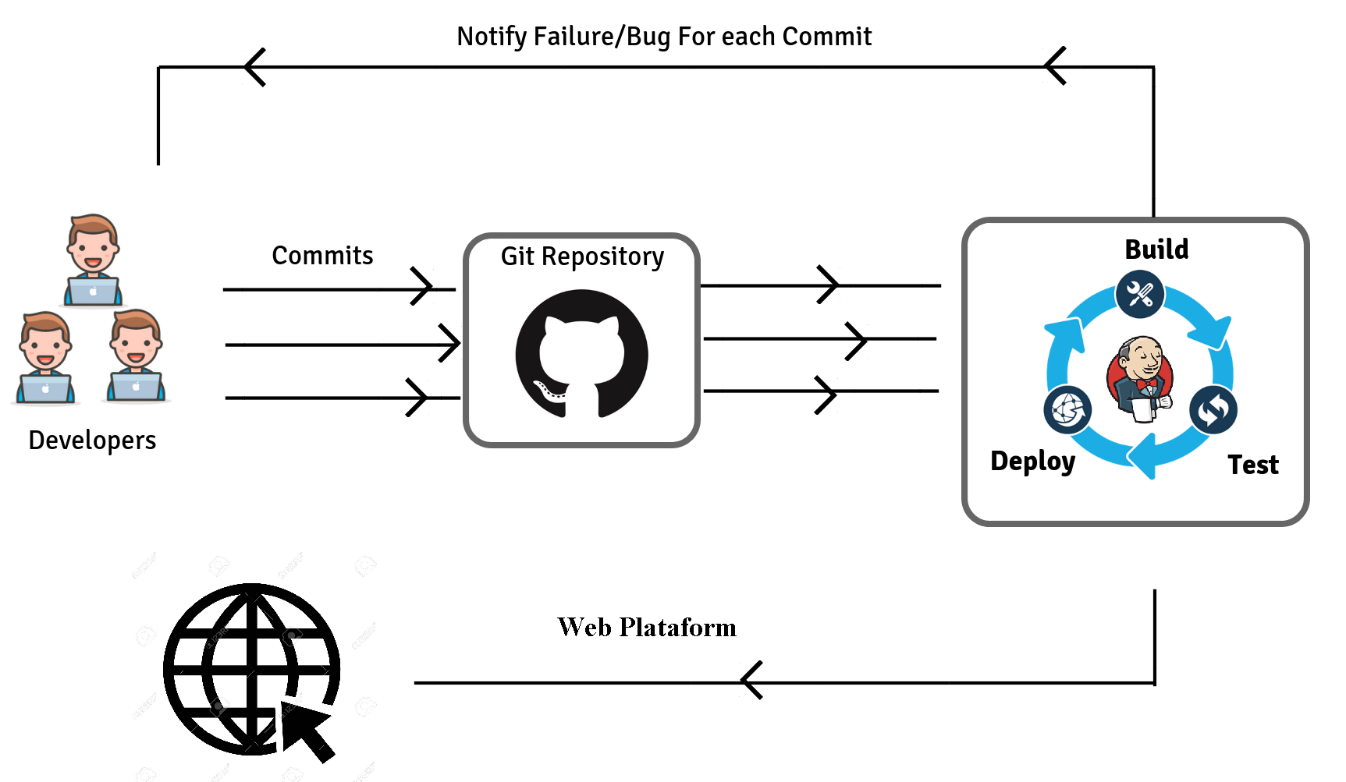 Notify Failure/Bug For each Commit
Commits
Git Repository
Build
Developers
Deploy
Test
Web Plataform